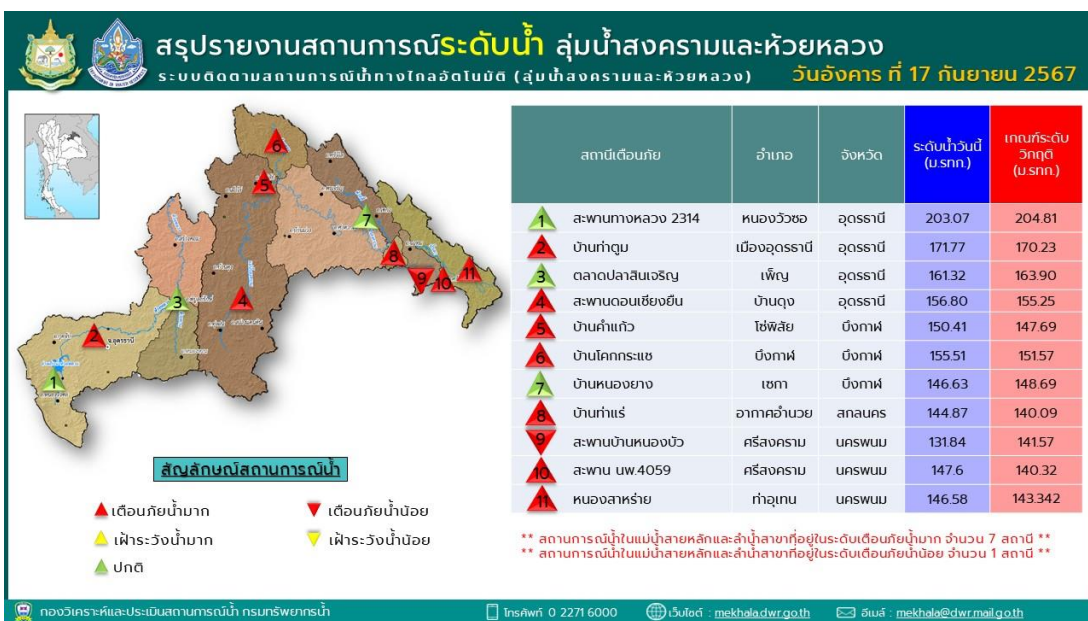 สรุปรายงานสถานการณ์ระดับน้ำ ลุ่มน้ำสงครามและห้วยหลวง
ระบบติดตามสถานการณ์น้ำทางไกลอัตโนมัติ (ลุ่มน้ำสงครามและห้วยหลวง) วันอังคาร ที่ 17 กันยายน 2567
สถานีเตือนภัย อำเภอ จังหวัด ระดับน้ำวันนี้ (ม.รทก.) เกณฑ์ระดับวิกฤติ (ม.รทก.)
1 สะพานทางหลวง 2314 หนองวัวซอ อุดรธานี 203.07 204.81
2 บ้านท่าตูม เมืองอุดรธานี อุดรธานี 171.77 170.23
3 ตลาดปลาสินเจริญ เพ็ญ อุดรธานี 161.32 163.90
4 สะพานดอนเซียงยืน บ้านดุง อุดรธานี 156.80 155.25
5 บ้านคำแก้ว โซ่พิสัย บึงกาฬ 150.41 147.69
6 บ้านโคกกระแซ บึงกาฬ บึงกาฬ 155.51 151.57
7 บ้านหนองยาง เซกา บึงกาฬ 146.63 148.69
8 บ้านท่าแร่ อากาศอำนวย สกลนคร 144.87 140.09
9 สะพานบ้านหนองบัว ศรีสงคราม นครพนม 131.84 141.57
10 สะพาน นพ.4059 ศรีสงคราม นครพนม 147.6 140.32
11 หนองสาหร่าย ท่าอุเทน นครพนม 146.58 143.342
6
5
7
8
9 10 11
3
4
2
อ.อุดรธานี
1
สัญลักษณ์สถานการณ์น้ำ
เตือนภัยน้ำมาก เตือนภัยน้ำน้อย
เฝ้าระวังน้ำมาก เฝ้าระวังน้ำน้อย
ปกติ
** สถานการณ์น้ำในแม่น้ำสายหลักและลำน้ำสาขาที่อยู่ในระดับเตือนภัยน้ำมาก จำนวน 7 สถานี **
** สถานการณ์น้ำในแม่น้ำสายหลักและลำน้ำสาขาที่อยู่ในระดับเตือนภัยน้ำน้อย จำนวน 1 สถานี **
กองวิเคราะห์และประเมินสถานการณ์น้ำ กรมทรัพยากรน้ำ โทรศัพท์ 0 2271 6000 เว็บไซต์ : mekhala.dwr.go.th อีเมล์ : mekhala@dwr.mail.go.th